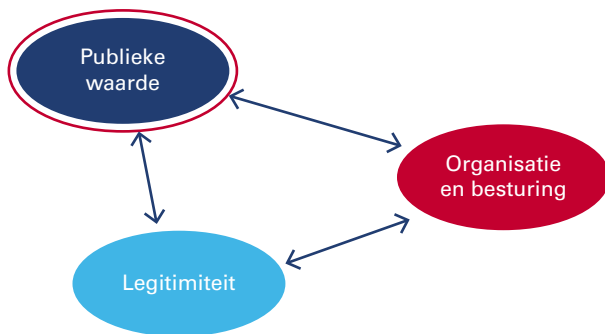 Publieke
waarde
Organisatie
en besturing
Legitimiteit